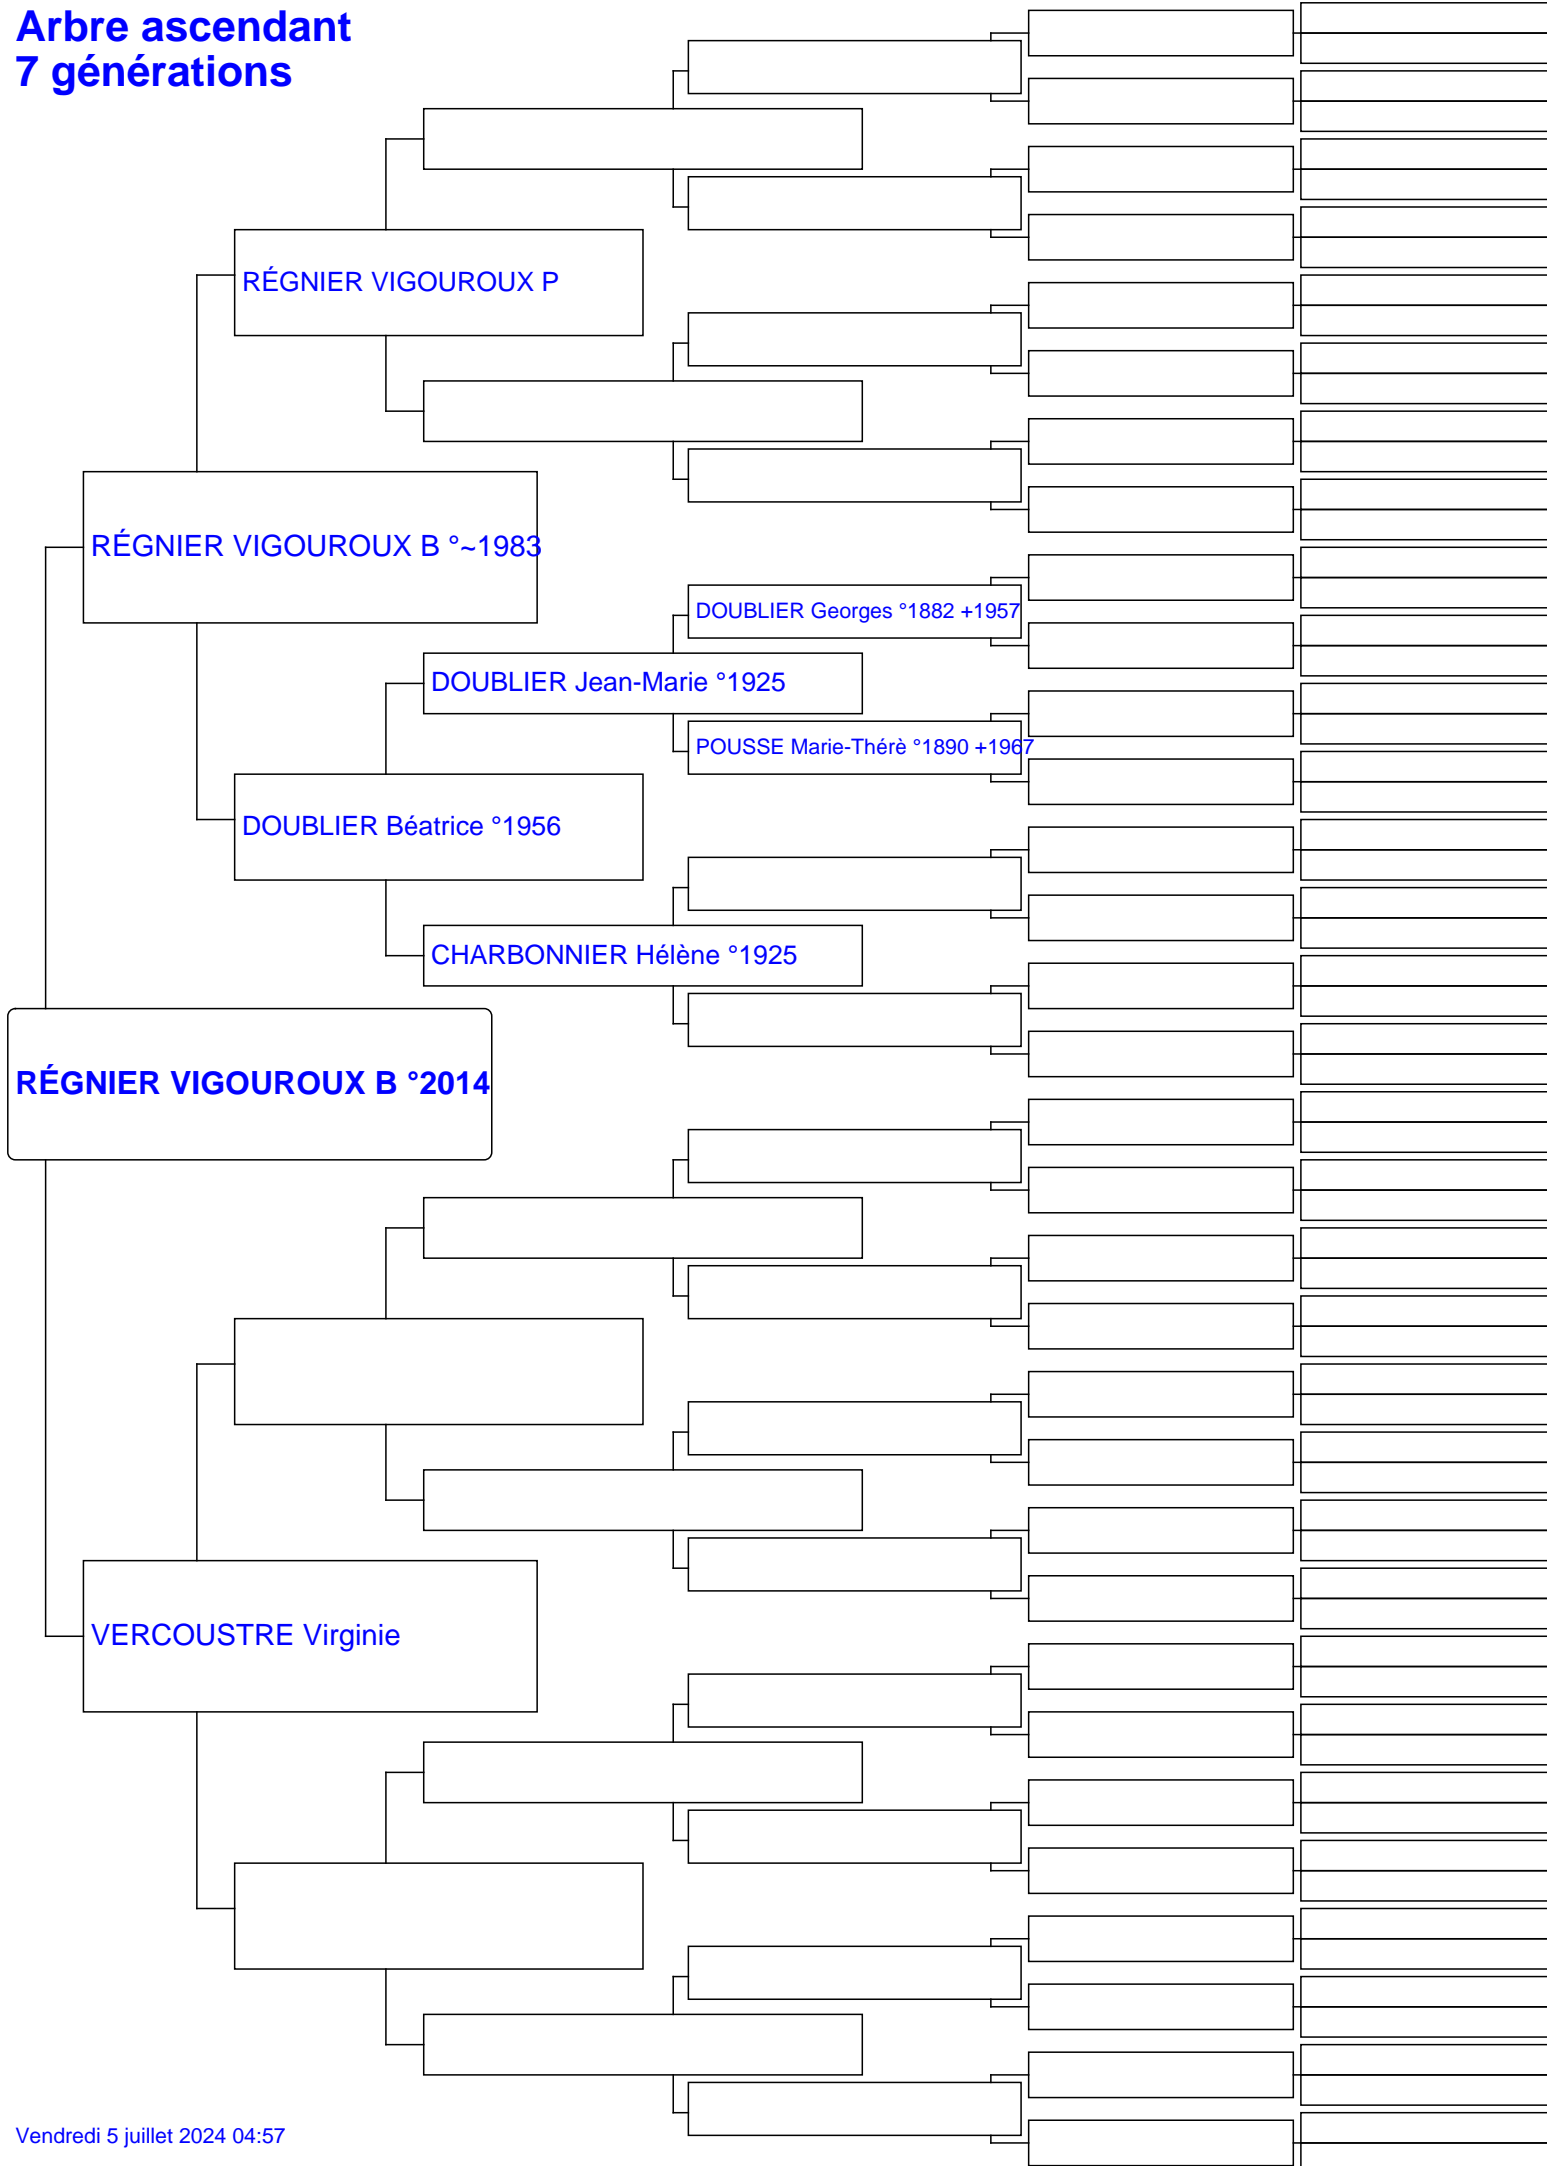 Arbre ascendant
7 générations
RÉGNIER VIGOUROUX P
RÉGNIER VIGOUROUX B °~1983
DOUBLIER Georges °1882 +1957
DOUBLIER Jean-Marie °1925
POUSSE Marie-Thérè °1890 +1967
DOUBLIER Béatrice °1956
CHARBONNIER Hélène °1925
RÉGNIER VIGOUROUX B °2014
VERCOUSTRE Virginie
Vendredi 5 juillet 2024 04:57